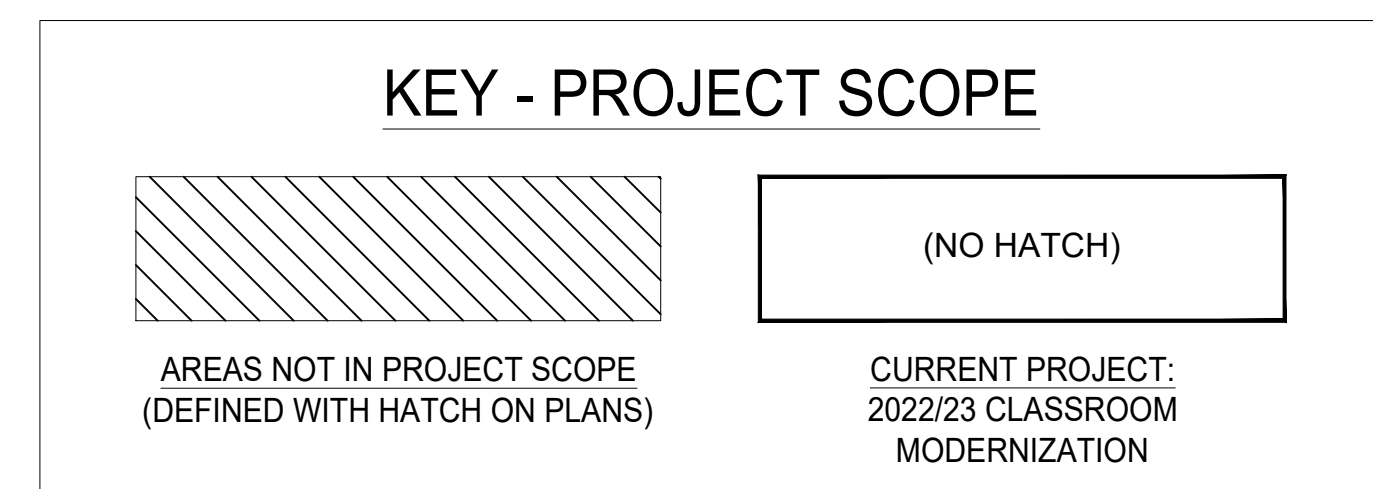 KEY - PROJECT SCOPE
(NO HATCH)
AREAS NOT IN PROJECT SCOPE
(DEFINED WITH HATCH ON PLANS)
CURRENT PROJECT:
2022/23 CLASSROOM
MODERNIZATION